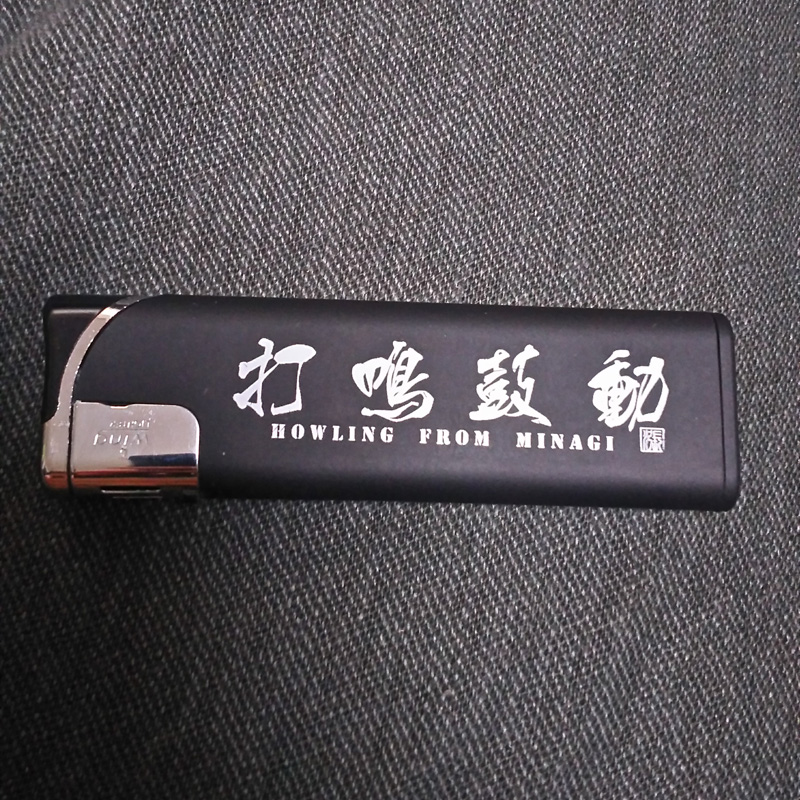 打鳴鼓動
HOWLING FROM MINAGI